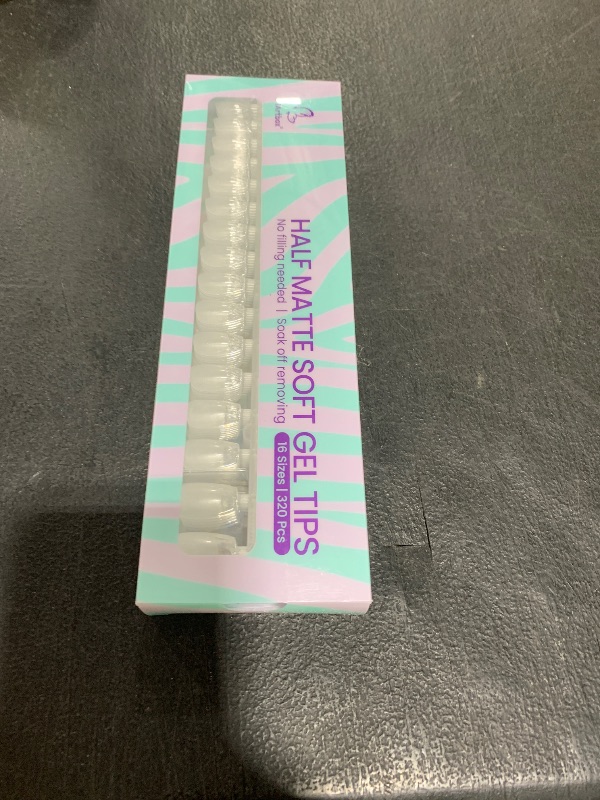 HALF MATTE SOFT GEL TIPS
No filling needed | Soak off removing
16 Sizes | 320 Pcs